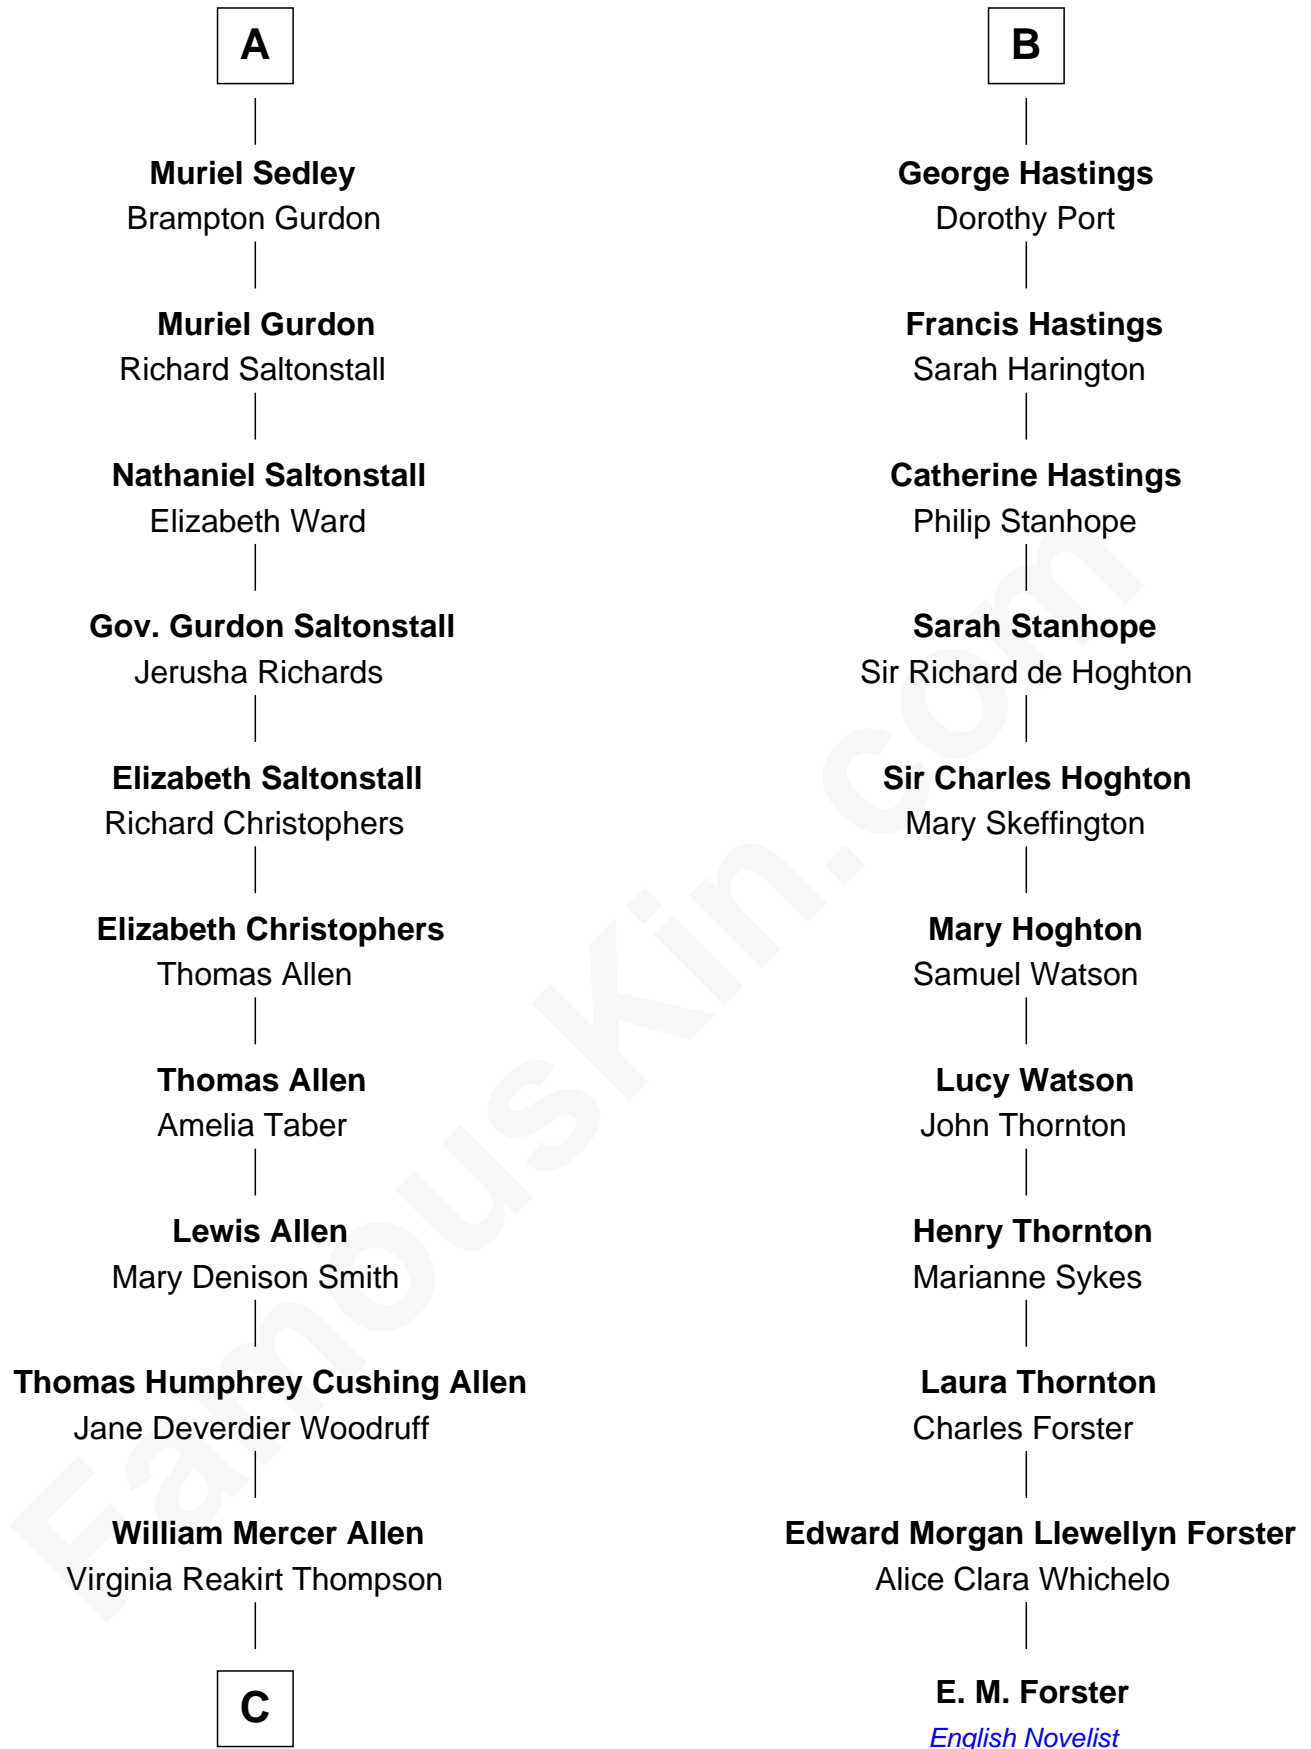 A
Muriel Sedley
Brampton Gurdon
Muriel Gurdon
Richard Saltonstall
Nathaniel Saltonstall
Elizabeth Ward
Gov. Gurdon Saltonstall
Jerusha Richards
Elizabeth Saltonstall
Richard Christophers
Elizabeth Christophers
Thomas Allen
Thomas Allen
Amelia Taber
Lewis Allen
Mary Denison Smith
Thomas Humphrey Cushing Allen
Jane Deverdier Woodruff
William Mercer Allen
Virginia Reakirt Thompson
C
B
George Hastings
Dorothy Port
Francis Hastings
Sarah Harington
Catherine Hastings
Philip Stanhope
Sarah Stanhope
Sir Richard de Hoghton
Sir Charles Hoghton
Mary Skeffington
Mary Hoghton
Samuel Watson
Lucy Watson
John Thornton
Henry Thornton
Marianne Sykes
Laura Thornton
Charles Forster
Edward Morgan Llewellyn Forster
Alice Clara Whichelo
E. M. Forster
English Novelist
FamousKin.com